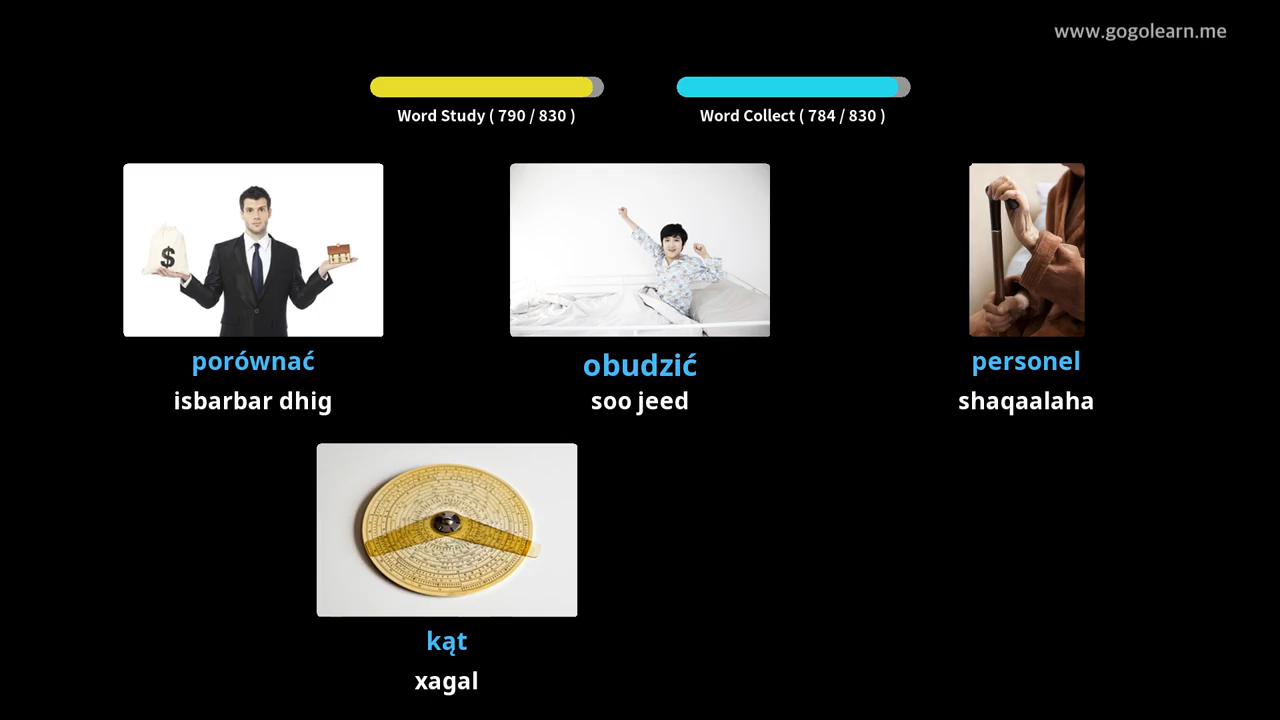 www.gogolearn.me
Word Study ( 790 / 830 )
Word Collect ( 784 / 830 )
$
porównać
isbarbar dhig
obudzić
soo jeed
personel
shaqaalaha
kąt
xagal